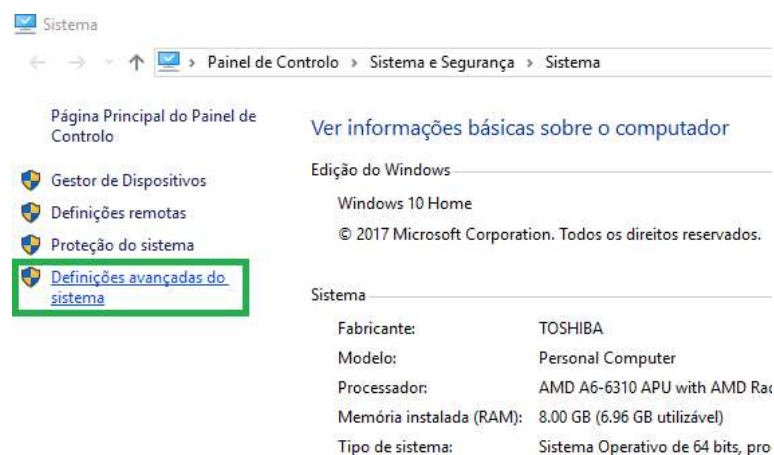 Sistema
Painel de Controlo > Sistema e Segurança > Sistema
Página Principal do Painel de
Controlo
Ver informações básicas sobre o computador
Gestor de Dispositivos
Definições remotas
Proteção do sistema
Definições avançadas do
sistema
Edição do Windows
Windows 10 Home
© 2017 Microsoft Corporation. Todos os direitos reservados.
Sistema
Fabricante: TOSHIBA
Modelo: Personal Computer
Processador: AMD A6-6310 APU with AMD
Memória instalada (RAM): 8.00 GB (6.96 GB utilizável)
Tipo de sistema: Sistema Operativo de 64 bits,